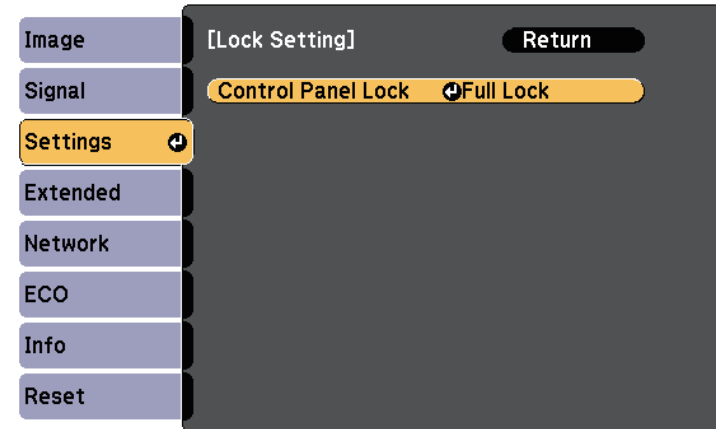 Image
Signal
Settings
Extended
Network
ECO
Info
Reset
[Lock Setting]
Return
Control Panel Lock Full Lock